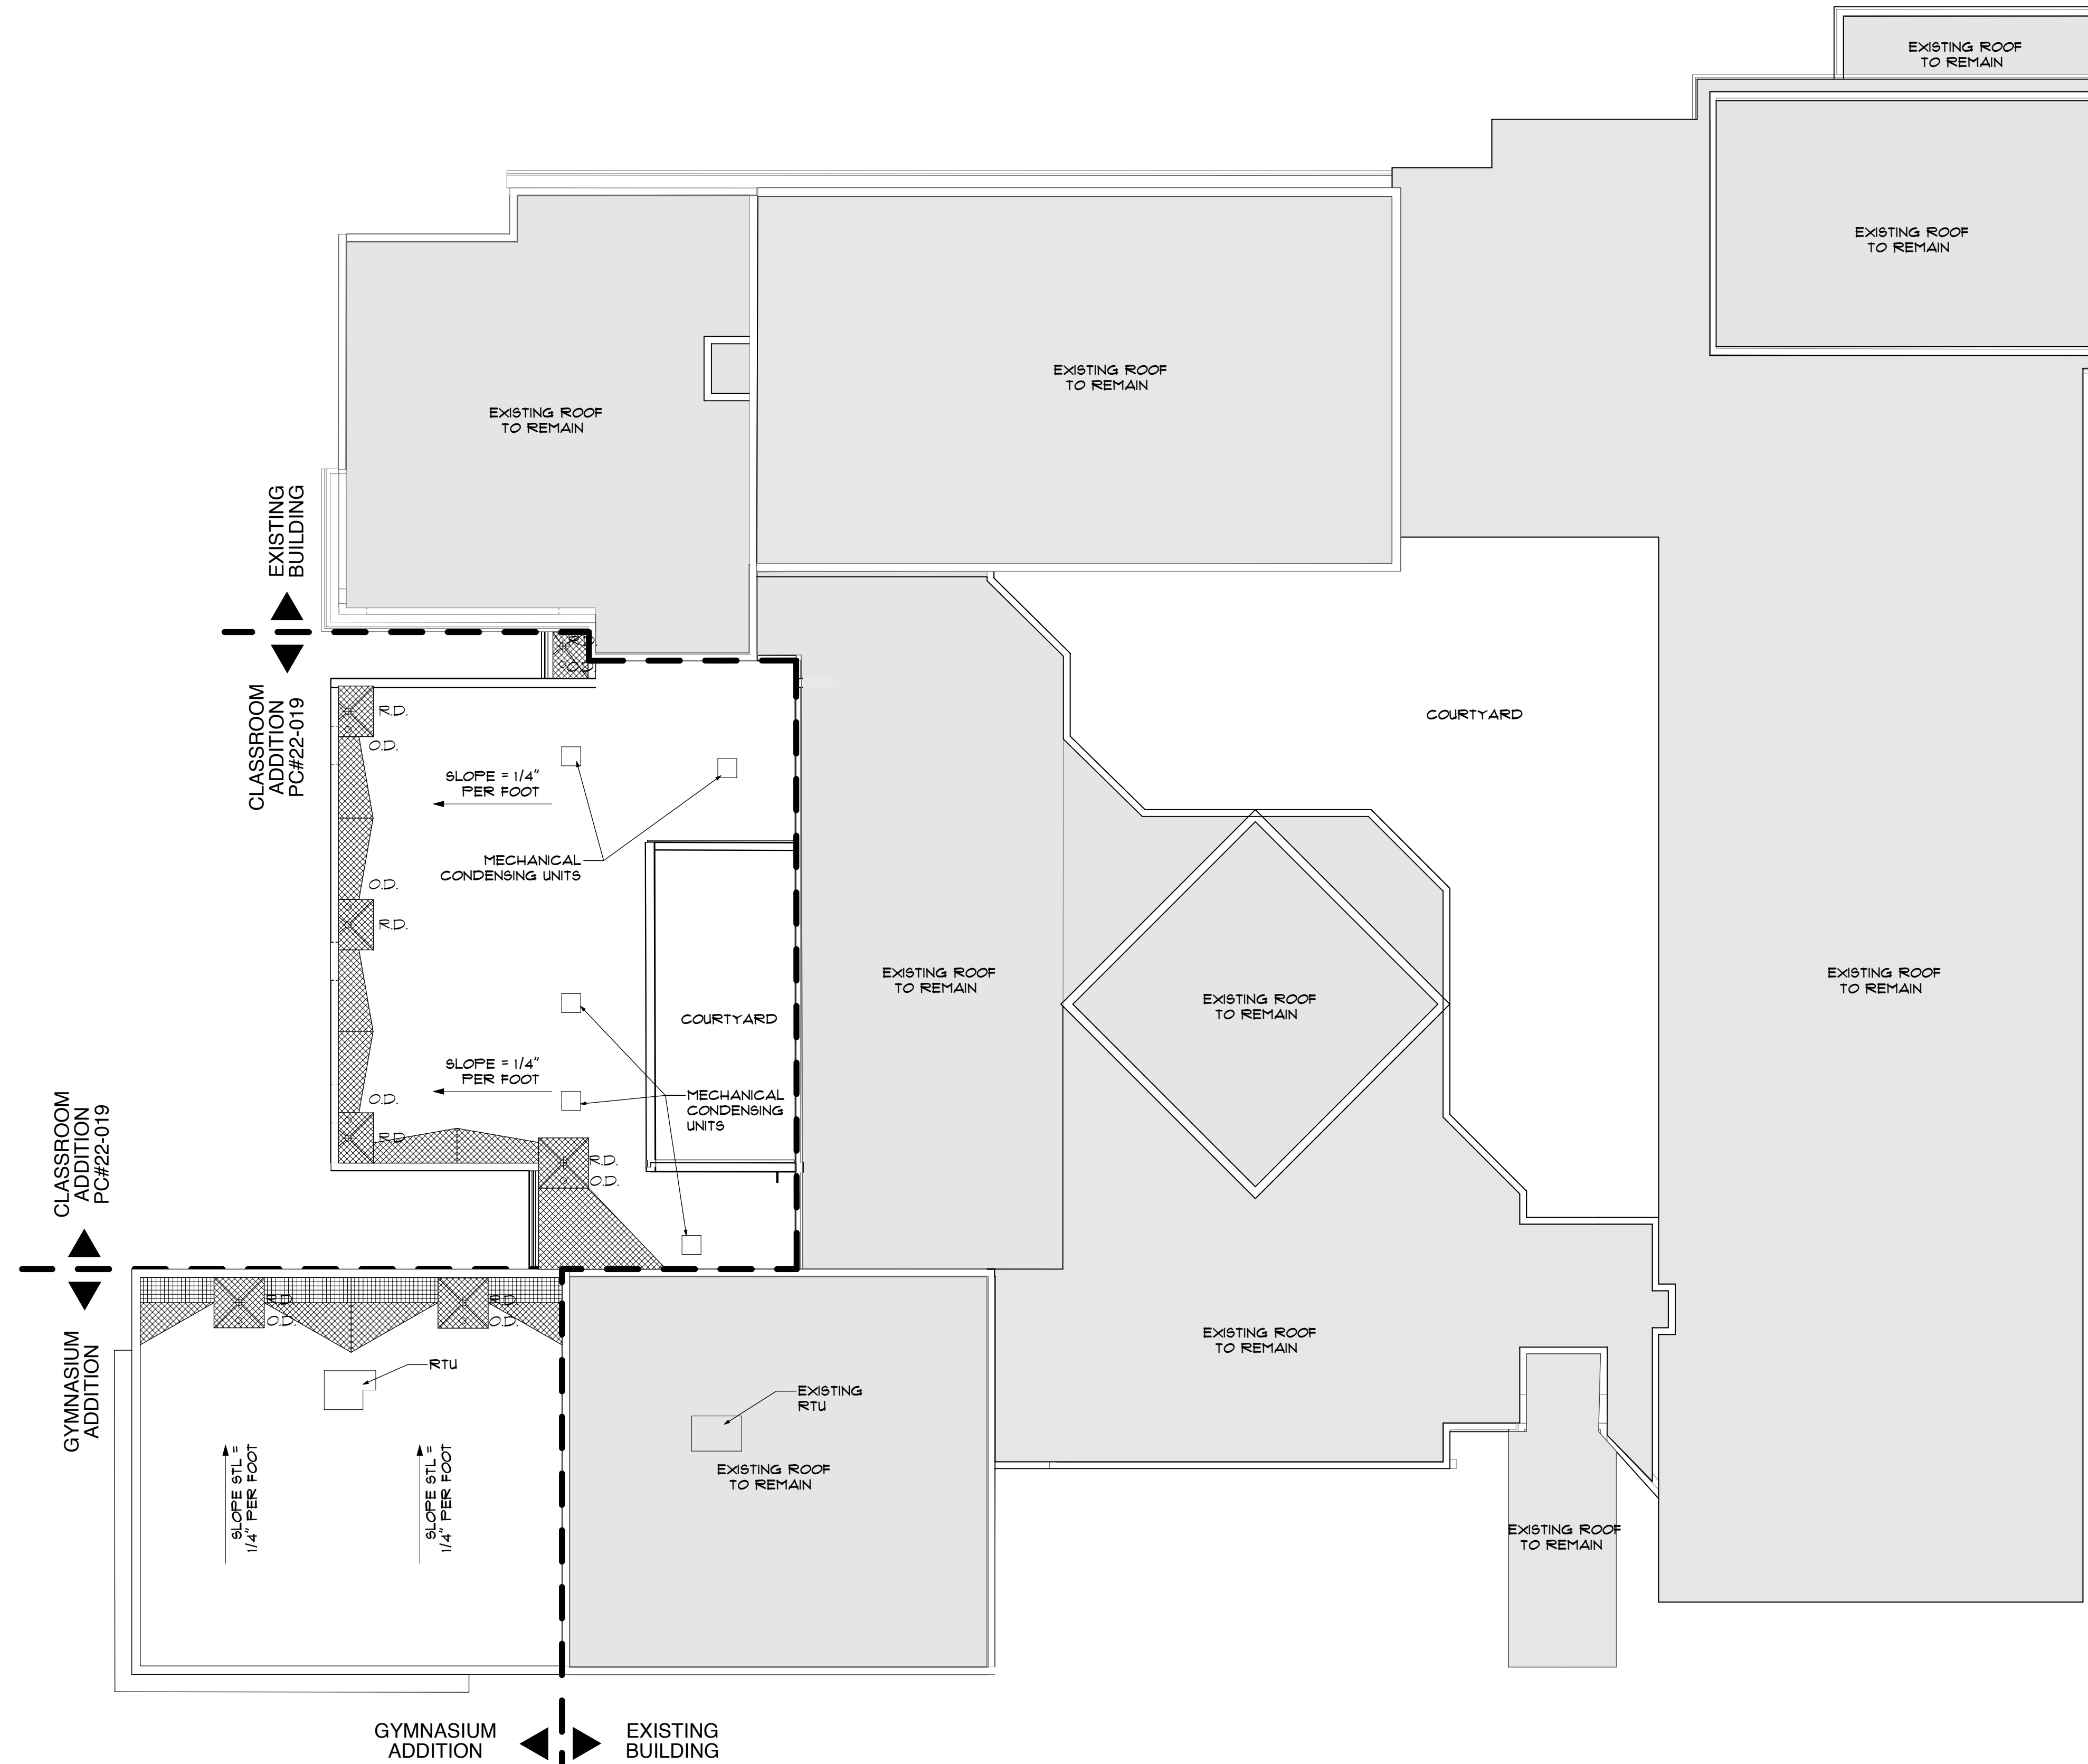 EXISTING ROOF
TO REMAIN
EXISTING ROOF
TO REMAIN
EXISTING ROOF
TO REMAIN
EXISTING ROOF
TO REMAIN
EXISTING
BUILDING
CLASSROOM
ADDITION
PC#22-019
O.D.
R.D.
O.D.
SLOPE = 1/4"
PER FOOT
MECHANICAL
CONDENSING UNITS
O.D.
R.D.
COURTYARD
EXISTING ROOF
TO REMAIN
EXISTING ROOF
TO REMAIN
EXISTING ROOF
TO REMAIN
COURTYARD
SLOPE = 1/4"
PER FOOT
MECHANICAL
CONDENSING
UNITS
O.D.
R.D.
R.D.
O.D.
CLASSROOM
ADDITION
PC#22-019
GYMNASIUM
ADDITION
R.D.
O.D.
R.D.
O.D.
RTU
EXISTING
RTU
EXISTING ROOF
TO REMAIN
EXISTING ROOF
TO REMAIN
EXISTING ROOF
TO REMAIN
SLOPE STL =
1/4" PER FOOT
SLOPE STL =
1/4" PER FOOT
GYMNASIUM
ADDITION
EXISTING
BUILDING